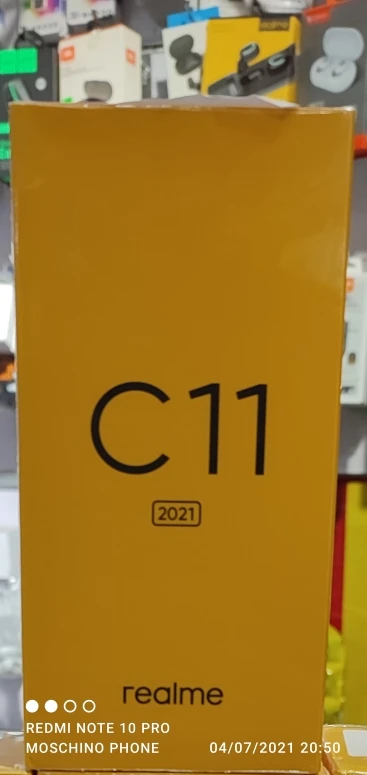 C11
2021
realme
REDMI NOTE 10 PRO
MOSCHINO PHONE
04/07/2021 20:50